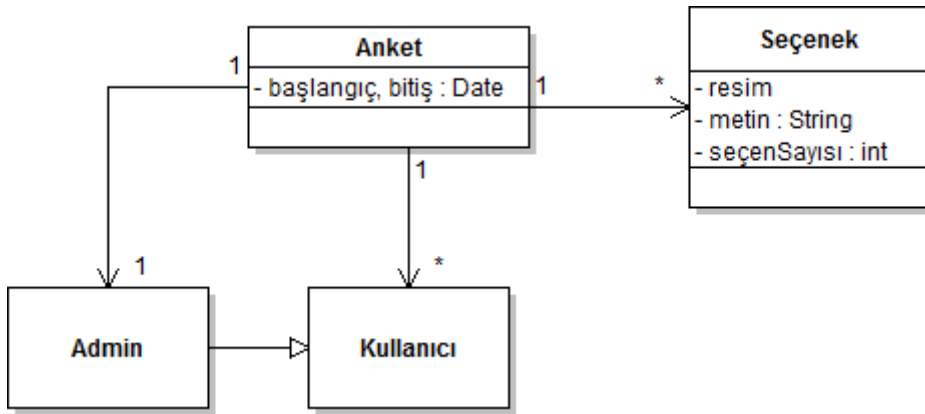 Anket
- başlangıç, bitiş : Date
1
1
*
1
Seçenek
- resim
- metin : String
- seçenSayısı : int
1
*
Admin
Kullanıcı